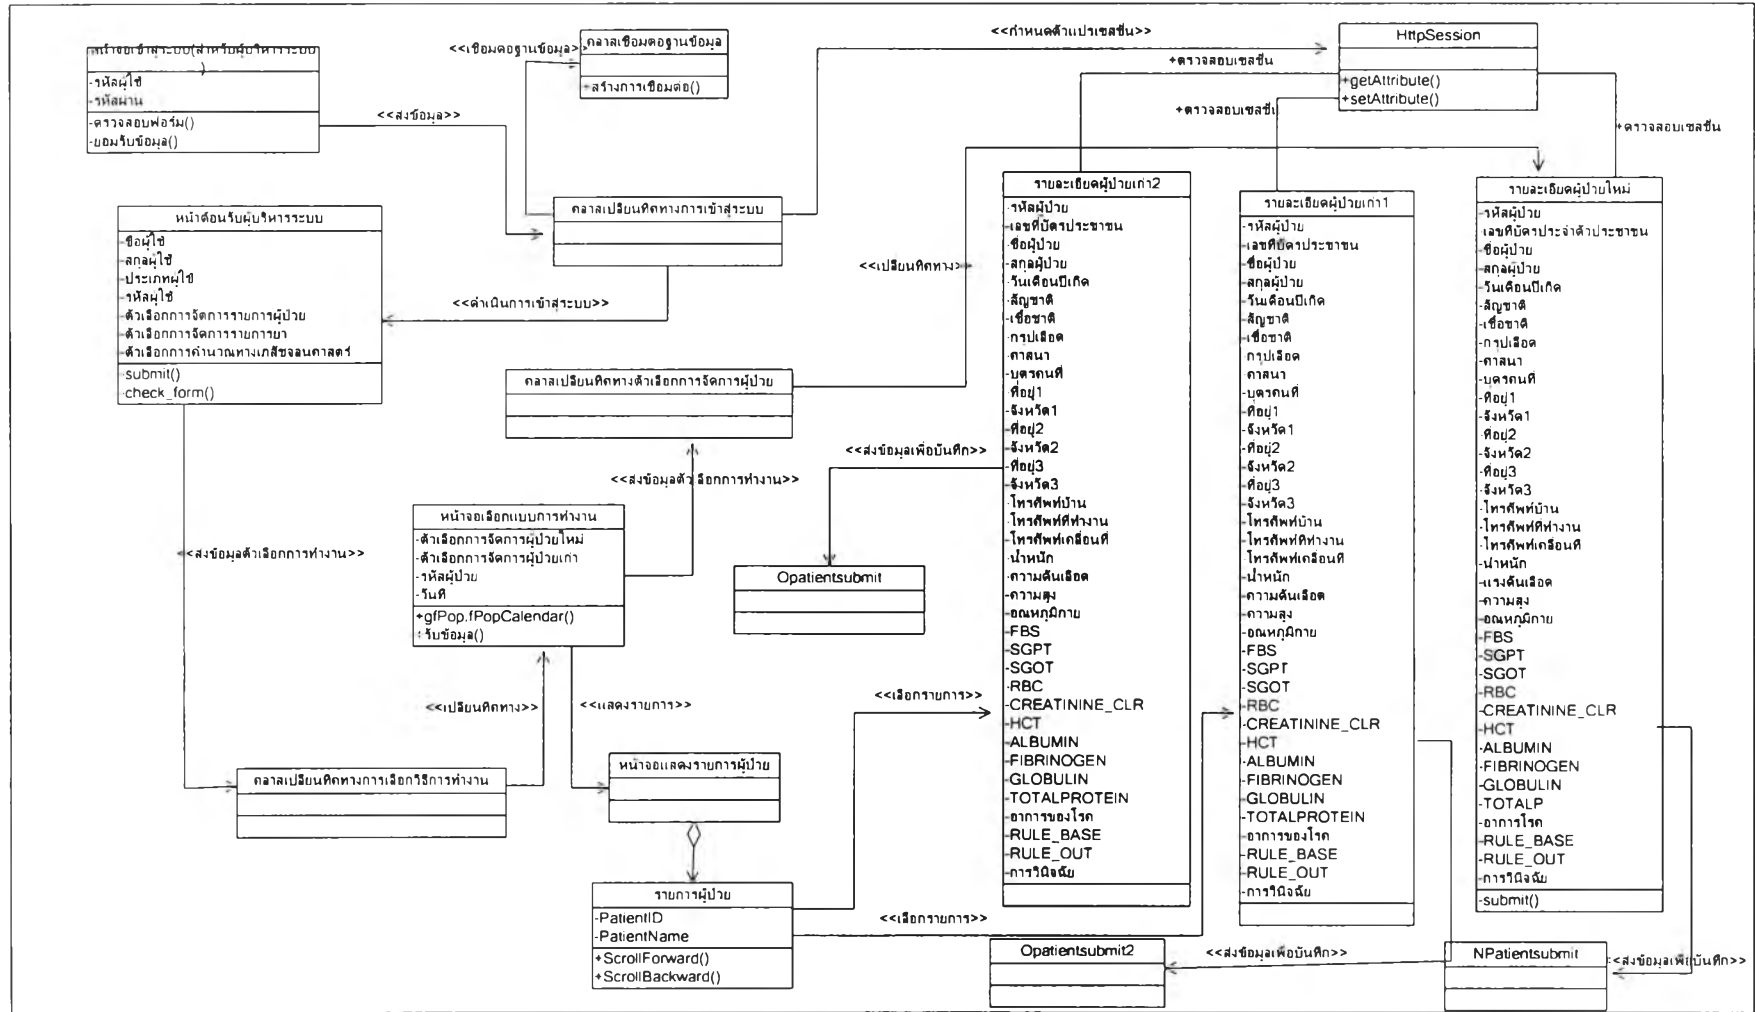 หน้าจอเข้าสู่ระบบ(สำหรับผู้บริหารระบบ
)
-รหัสผู้ใช้
-รหัสผ่าน
-ตรวจสอบฟอร์ม()
-ยอมรับข้อมูล()
<<เชื่อมต่อฐานข้อมูล>>
คลาสเชื่อมต่อฐานข้อมูล
+สร้างการเชื่อมต่อ()
<<ส่งข้อมูล>>
<<กำหนดตัวแปรเซสชั่น>>
HttpSession
+getAttribute()
+setAttribute()
+ตรวจสอบเซสชั่น
+ตรวจสอบเซสชั่น
+ตรวจสอบเซสชั่น
คลาสเปลี่ยนทิศทางการเข้าสู่ระบบ
<<ดำเนินการเข้าสู่ระบบ>>
<<เปลี่ยนทิศทาง>>
หน้าต้อนรับผู้บริหารระบบ
-ชื่อผู้ใช้
-สกุลผู้ใช้
-ประเภทผู้ใช้
-รหัสผู้ใช้
-ตัวเลือกการจัดการรายการผู้ป่วย
-ตัวเลือกการจัดการรายการยา
-ตัวเลือกการคำนวณทางเภสัชจลนศาสตร์
-submit()
-check_form()
คลาสเปลี่ยนทิศทางตัวเลือกการจัดการผู้ป่วย
<<ส่งข้อมูลตัวเลือกการทำงาน>>
<<ส่งข้อมูลตัวเลือกการทำงาน>>
หน้าจอเลือกแบบการทำงาน
-ตัวเลือกการจัดการผู้ป่วยใหม่
-ตัวเลือกการจัดการผู้ป่วยเก่า
-รหัสผู้ป่วย
-วันที่
+gfPop.fPopCalendar()
+รับข้อมูล()
<<เปลี่ยนทิศทาง>>
<<แสดงรายการ>>
คลาสเปลี่ยนทิศทางการเลือกวิธีการทำงาน
หน้าจอแสดงรายการผู้ป่วย
รายการผู้ป่วย
-PatientID
-PatientName
+ScrollForward()
+ScrollBackward()
<<เลือกรายการ>>
<<เลือกรายการ>>
<<ส่งข้อมูลเพื่อบันทึก>>
Opatientsubmit
รายละเอียดผู้ป่วยเก่า2
-รหัสผู้ป่วย
-เลขที่บัตรประชาชน
-ชื่อผู้ป่วย
-สกุลผู้ป่วย
-วันเดือนปีเกิด
-สัญชาติ
-เชื้อชาติ
-กรุปเลือด
-ศาสนา
-บุตรคนที่
-ที่อยู่1
-จังหวัด1
-ที่อยู่2
-จังหวัด2
-ที่อยู่3
-จังหวัด3
-โทรศัพท์บ้าน
-โทรศัพท์ที่ทำงาน
-โทรศัพท์เคลื่อนที่
-น้ำหนัก
-ความดันเลือด
-ความสูง
-อุณหภูมิกาย
-FBS
-SGPT
-SGOT
-RBC
-CREATININE_CLR
-HCT
-ALBUMIN
-FIBRINOGEN
-GLOBULIN
-TOTALPROTEIN
-อาการของโรค
-RULE_BASE
-RULE_OUT
-การวินิจฉัย
รายละเอียดผู้ป่วยเก่า1
-รหัสผู้ป่วย
-เลขที่บัตรประชาชน
-ชื่อผู้ป่วย
-สกุลผู้ป่วย
-วันเดือนปีเกิด
-สัญชาติ
-เชื้อชาติ
กรุปเลือด
-ศาสนา
-บุตรคนที่
-ที่อยู่1
-จังหวัด1
-ที่อยู่2
-จังหวัด2
-ที่อยู่3
-จังหวัด3
-โทรศัพท์บ้าน
-โทรศัพท์ที่ทำงาน
-โทรศัพท์เคลื่อนที่
-น้ำหนัก
-ความดันเลือด
-ความสูง
-อุณหภูมิกาย
-FBS
-SGPT
-SGOT
-RBC
-CREATININE_CLR
-HCT
-ALBUMIN
-FIBRINOGEN
-GLOBULIN
-TOTALPROTEIN
-อาการของโรค
-RULE_BASE
-RULE_OUT
-การวินิจฉัย
รายละเอียดผู้ป่วยใหม่
-รหัสผู้ป่วย
เลขที่บัตรประจำตัวประชาชน
-ชื่อผู้ป่วย
-สกุลผู้ป่วย
-วันเดือนปีเกิด
-สัญชาติ
-เชื้อชาติ
-กรุปเลือด
-ศาสนา
-บุตรคนที่
-ที่อยู่1
-จังหวัด1
-ที่อยู่2
-จังหวัด2
-ที่อยู่3
-จังหวัด3
-โทรศัพท์บ้าน
-โทรศัพท์ที่ทำงาน
-โทรศัพท์เคลื่อนที่
-น้ำหนัก
-แรงดันเลือด
-ความสูง
-อุณหภูมิกาย
-FBS
-SGPT
-SGOT
-RBC
-CREATININE_CLR
-HCT
-ALBUMIN
-FIBRINOGEN
-GLOBULIN
-TOTALP
-อาการโรค
-RULE_BASE
-RULE_OUT
-การวินิจฉัย
-submit()
Opatientsubmit2
<<ส่งข้อมูลเพื่อบันทึก>>
NPatientsubmit
<<ส่งข้อมูลเพื่อบันทึก>>